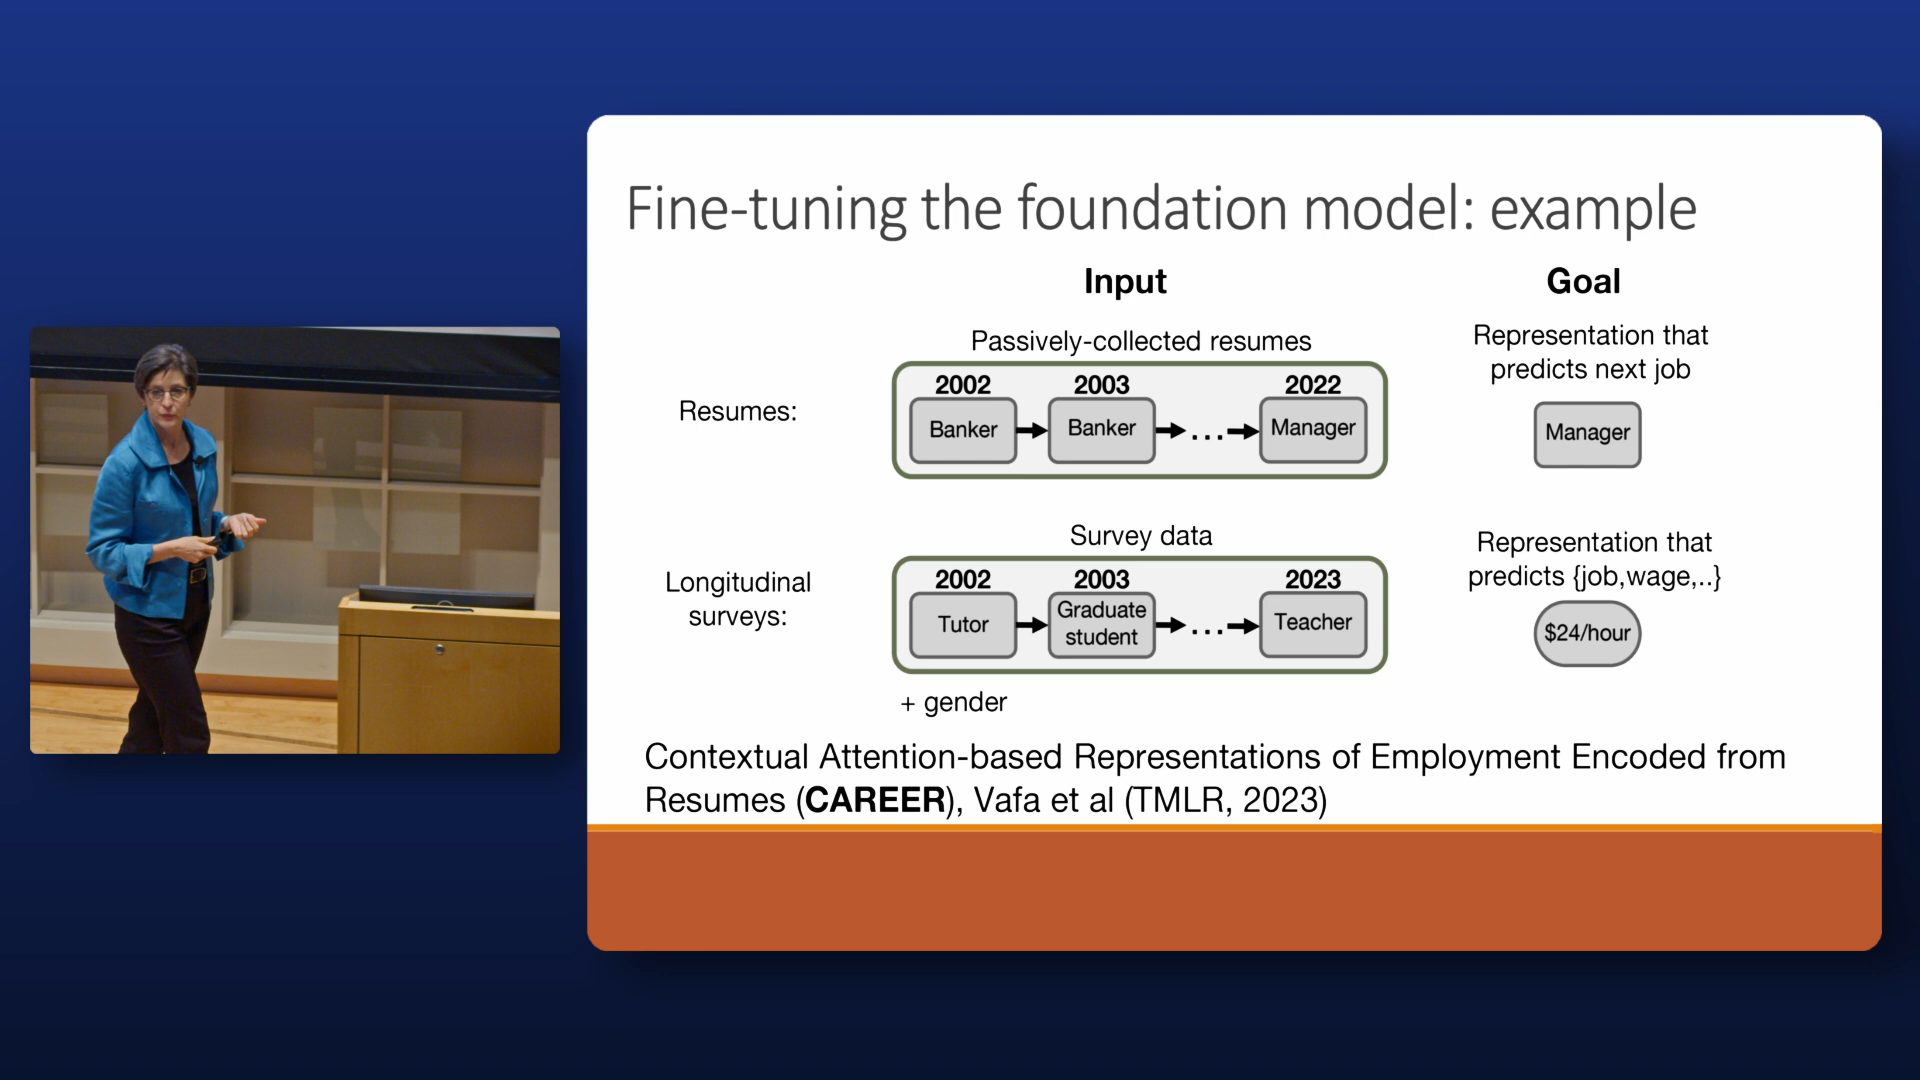 Fine-tuning the foundation model: example
Input
Goal
Passively-collected resumes
Representation that
predicts next job
Resumes:
2002
2003
2022
Banker
Banker
...
Manager
Manager
Survey data
Representation that
predicts {job,wage,..}
Longitudinal
surveys:
2002
2003
2023
Tutor
Graduate
student
...
Teacher
$24/hour
+ gender
Contextual Attention-based Representations of Employment Encoded from
Resumes (CAREER), Vafa et al (TMLR, 2023)